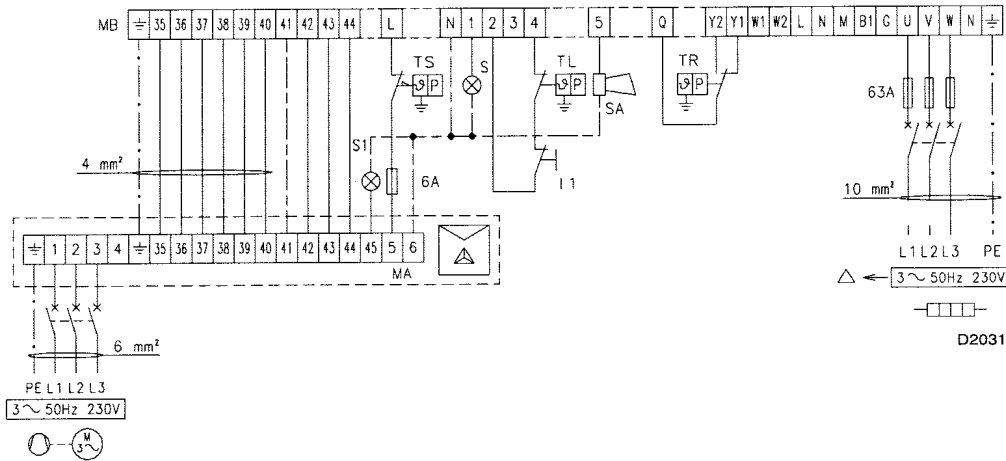 MB 35 36 37 38 39 40 41 42 43 44 L N 1 2 3 4 5 Q Y2 Y1 W1 W2 L N M B1 G U V W N
TS S TL TR
ϑ P ϑ P ϑ P
SA 63A
S1
4 mm²
6A I1
10 mm²
1 2 3 4 35 36 37 38 39 40 41 42 43 44 45 5 6
MA
L1 L2 L3 PE
△ 3∼ 50Hz 230V
D2031
6 mm²
PE L1 L2 L3
3∼ 50Hz 230V
M
3∼